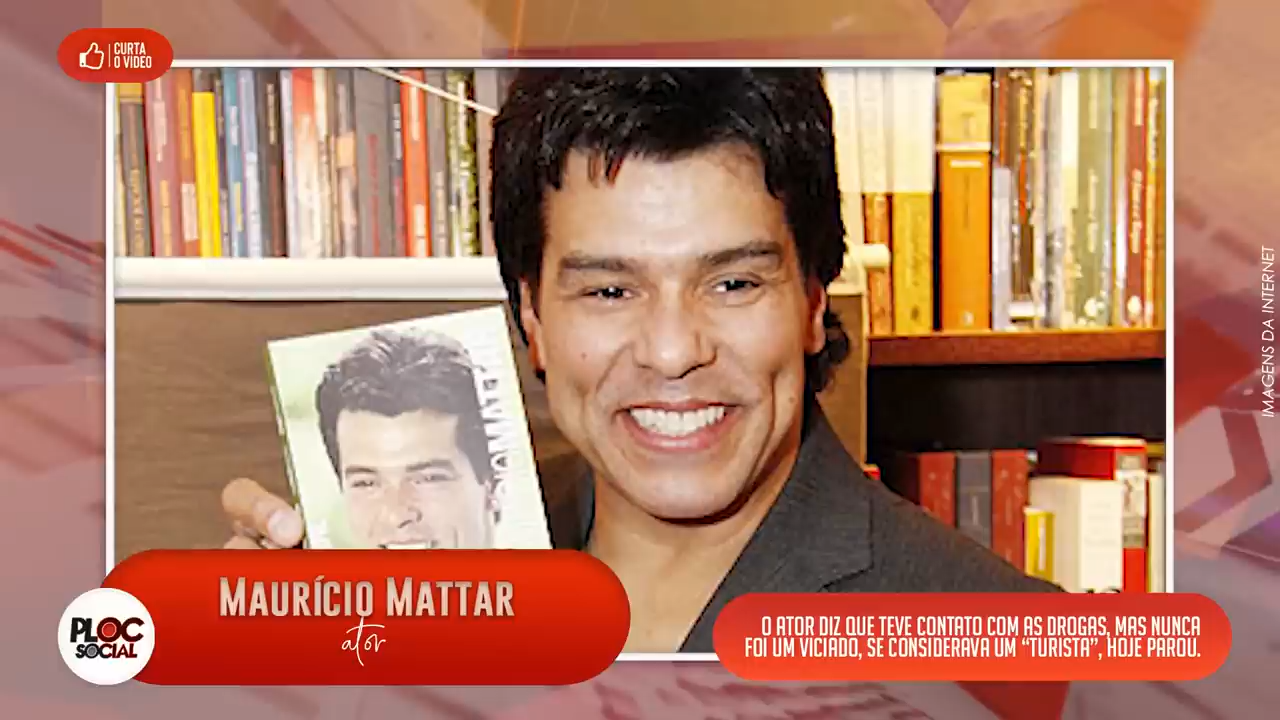 CURTA
O VÍDEO
IMAGENS DA INTERNET
MAURÍCIO MATTAR
ator
PLOC
SOCIAL
O ATOR DIZ QUE TEVE CONTATO COM AS DROGAS, MAS NUNCA
FOI UM VICIADO, SE CONSIDERAVA UM “TURISTA”, HOJE PAROU.